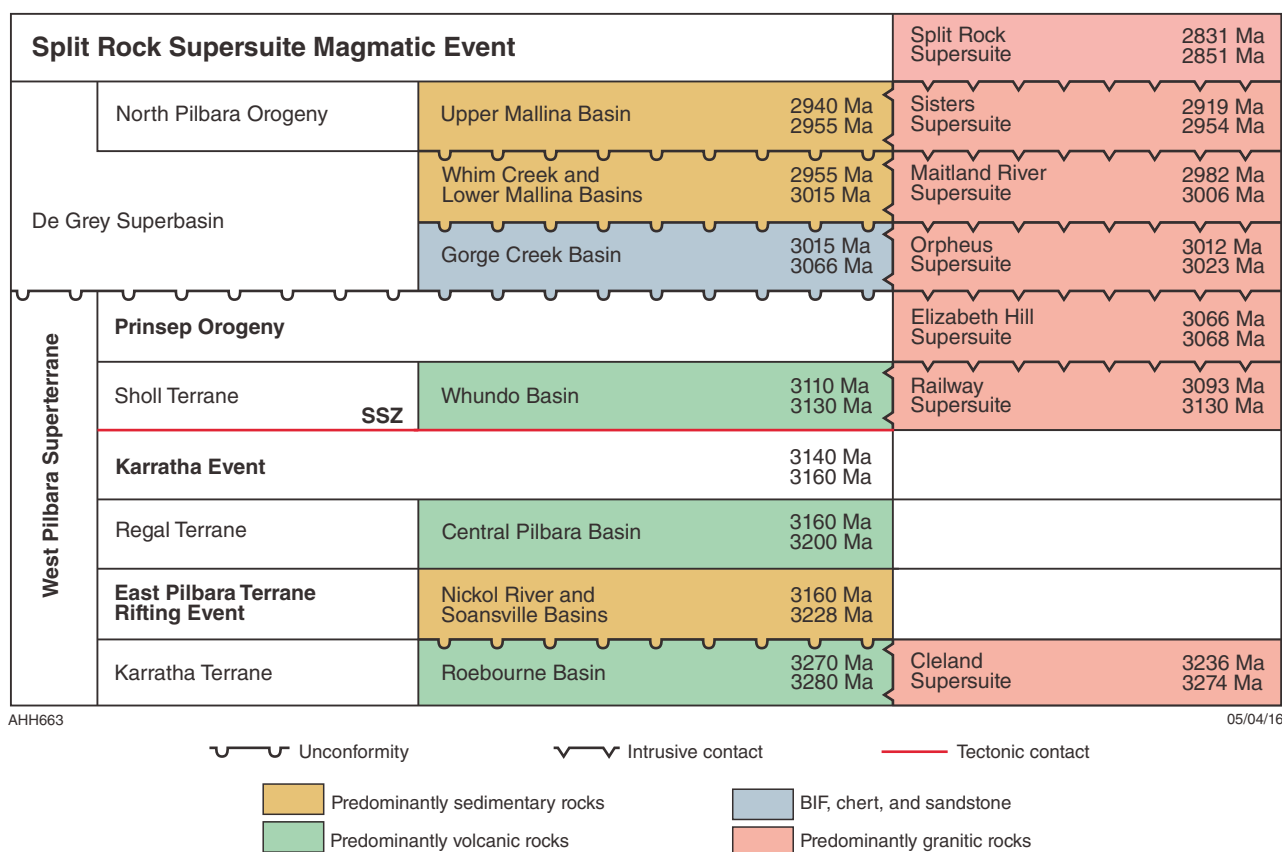 Split Rock Supersuite Magmatic Event
Split Rock
Supersuite
2831 Ma
2851 Ma
North Pilbara Orogeny
Upper Mallina Basin
2940 Ma
2955 Ma
Sisters
Supersuite
2919 Ma
2954 Ma
De Grey Superbasin
Whim Creek and
Lower Mallina Basins
2955 Ma
3015 Ma
Maitland River
Supersuite
2982 Ma
3006 Ma
Gorge Creek Basin
3015 Ma
3066 Ma
Orpheus
Supersuite
3012 Ma
3023 Ma
West Pilbara Superterrane
Prinsep Orogeny
Elizabeth Hill
Supersuite
3066 Ma
3068 Ma
Sholl Terrane
SSZ
Whundo Basin
3110 Ma
3130 Ma
Railway
Supersuite
3093 Ma
3130 Ma
Karratha Event
3140 Ma
3160 Ma
Regal Terrane
Central Pilbara Basin
3160 Ma
3200 Ma
East Pilbara Terrane
Rifting Event
Nickol River and
Soansville Basins
3160 Ma
3228 Ma
Karratha Terrane
Roebourne Basin
3270 Ma
3280 Ma
Cleland
Supersuite
3236 Ma
3274 Ma
AHH663
05/04/16
Unconformity
Intrusive contact
Tectonic contact
Predominantly sedimentary rocks
BIF, chert, and sandstone
Predominantly volcanic rocks
Predominantly granitic rocks